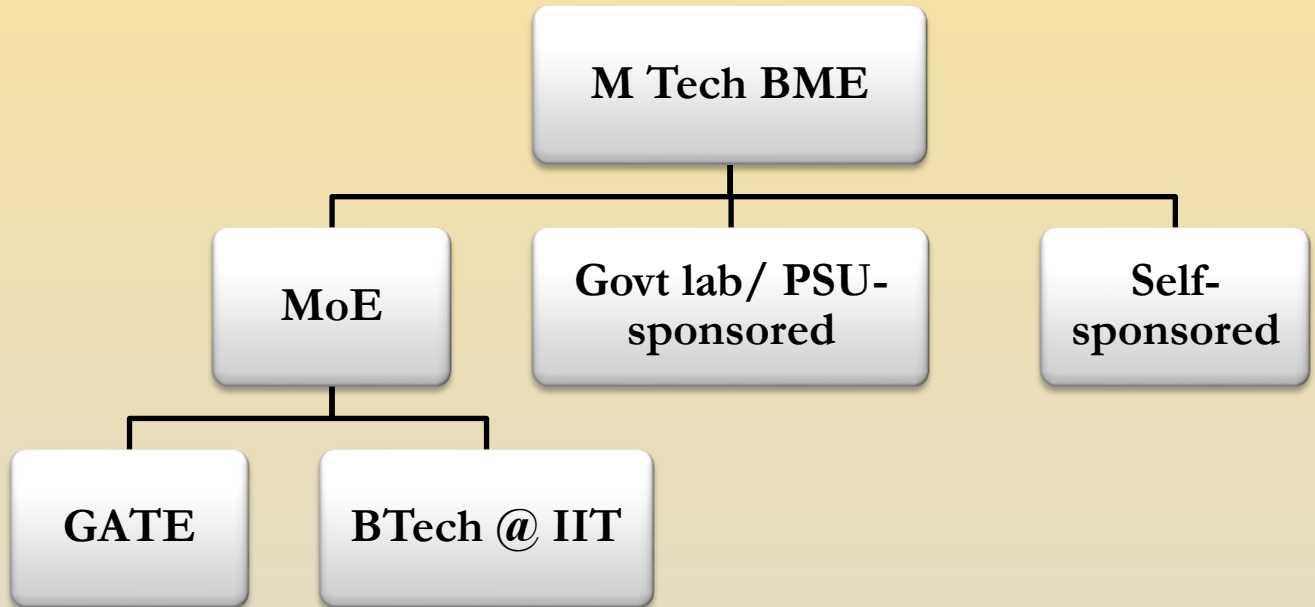 M Tech BME
MoE
Govt lab/ PSU-
sponsored
Self-
sponsored
GATE
BTech @ IIT